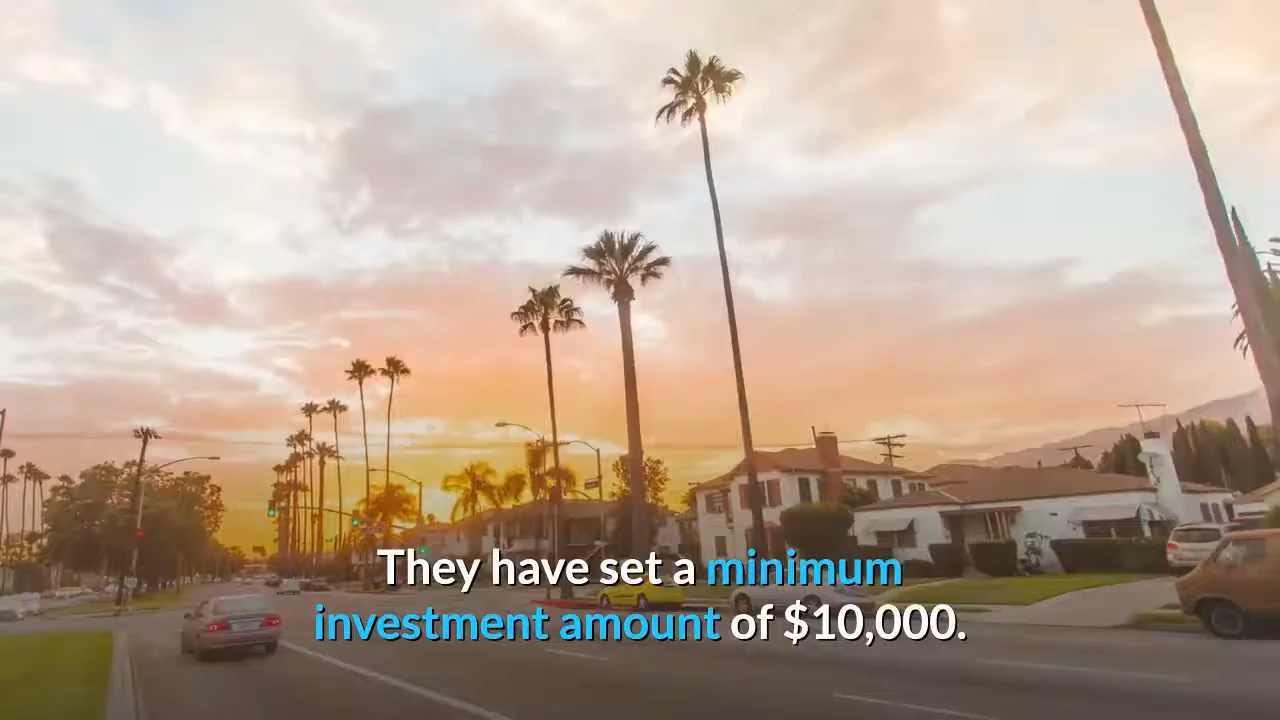 They have set a minimum
investment amount of $10,000.